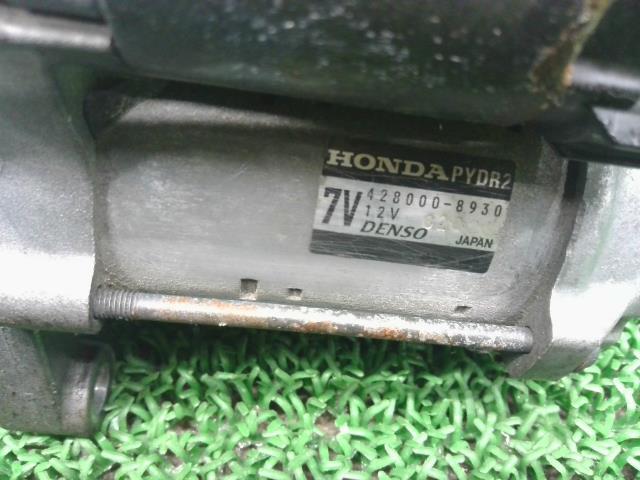 HONDA PYDR2
7V 428000-8930
12V
DENSO JAPAN